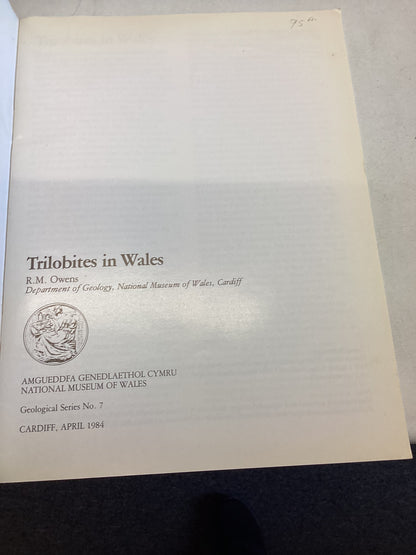 Trilobites in Wales
R.M. Owens
Department of Geology, National Museum of Wales, Cardiff
AMGUEDDFA GENEDLAETHOL CYMRU
NATIONAL MUSEUM OF WALES
Geological Series No. 7
CARDIFF, APRIL 1984